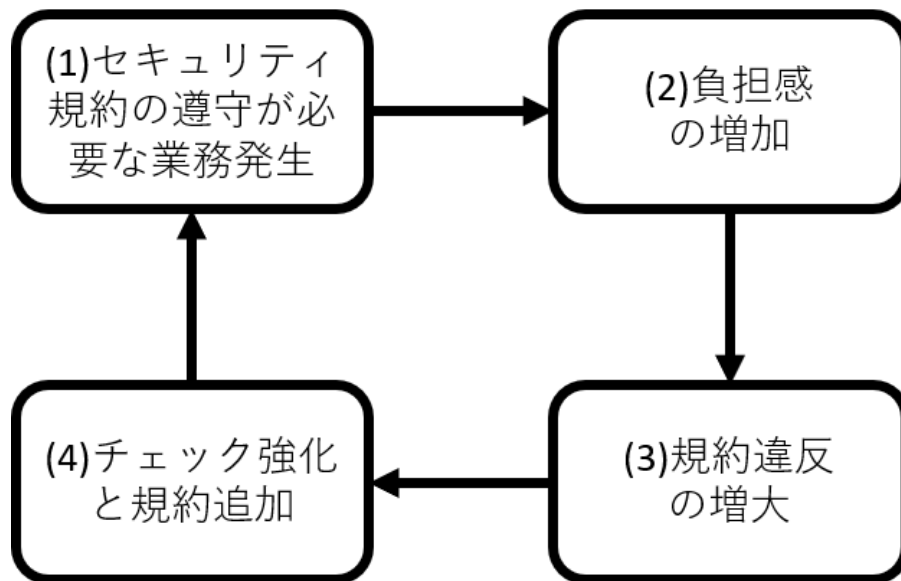 (1)セキュリティ
規約の遵守が必
要な業務発生
(2)負担感
の増加
(3)規約違反
の増大
(4)チェック強化
と規約追加